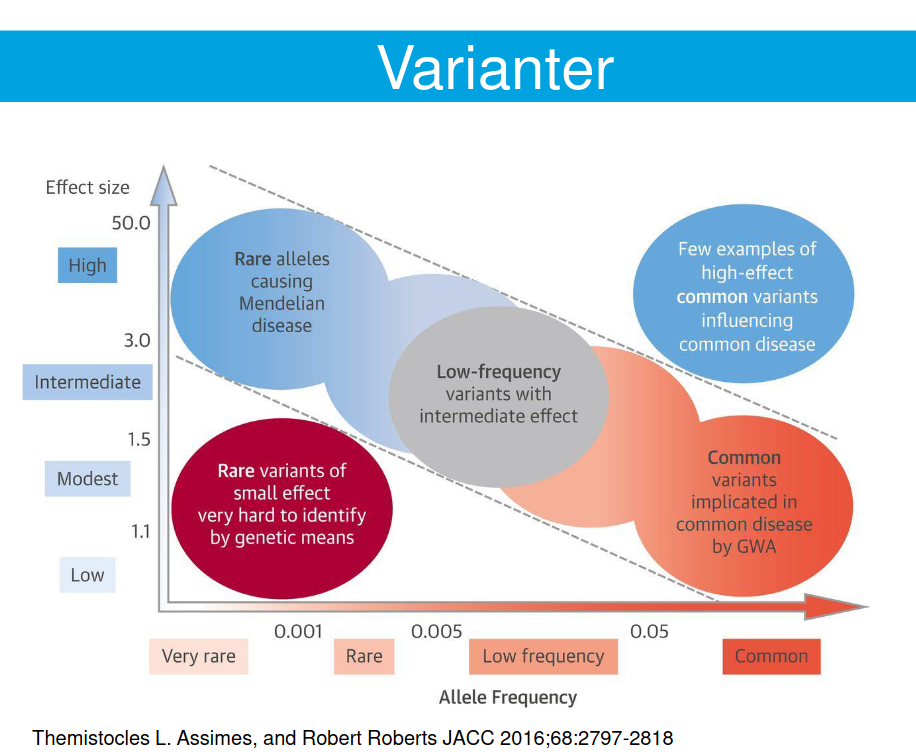 Varianter
Effect size
50.0
High
3.0
Intermediate
1.5
Modest
1.1
Low
Rare alleles
causing
Mendelian
disease
Few examples of
high-effect
common variants
influencing
common disease
Low-frequency
variants with
intermediate effect
Rare variants of
small effect
very hard to identify
by genetic means
Common
variants
implicated in
common disease
by GWA
0.001
0.005
0.05
Very rare
Rare
Low frequency
Common
Allele Frequency
Themistocles L. Assimes, and Robert Roberts JACC 2016;68:2797-2818